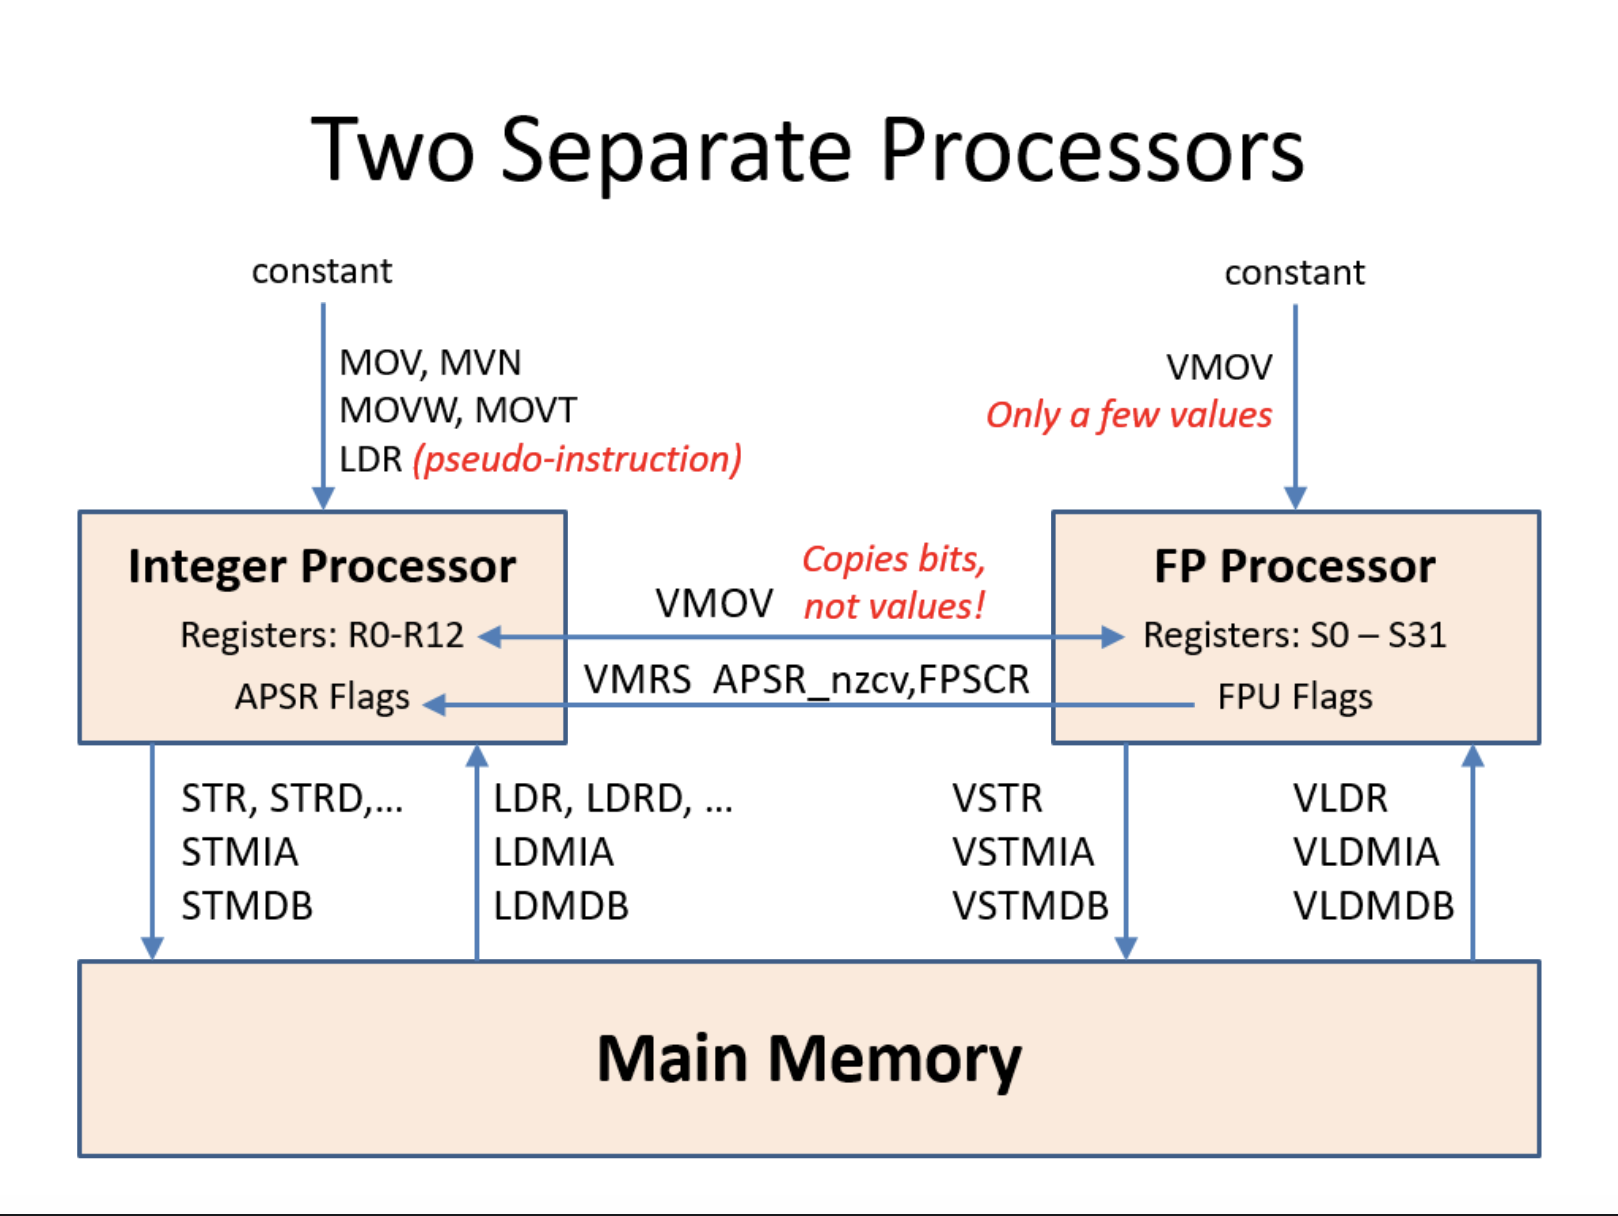 Two Separate Processors
constant
constant
MOV, MVN
MOVW, MOVT
LDR (pseudo-instruction)
VMOV
Only a few values
Integer Processor
Registers: R0-R12
APSR Flags
VMOV
Copies bits,
not values!
VMRS APSR_nzcv,FPSCR
FP Processor
Registers: S0 – S31
FPU Flags
STR, STRD,...
STMIA
STMDB
LDR, LDRD, ...
LDMIA
LDMDB
VSTR
VSTMIA
VSTMDB
VLDR
VLDMIA
VLDMDB
Main Memory